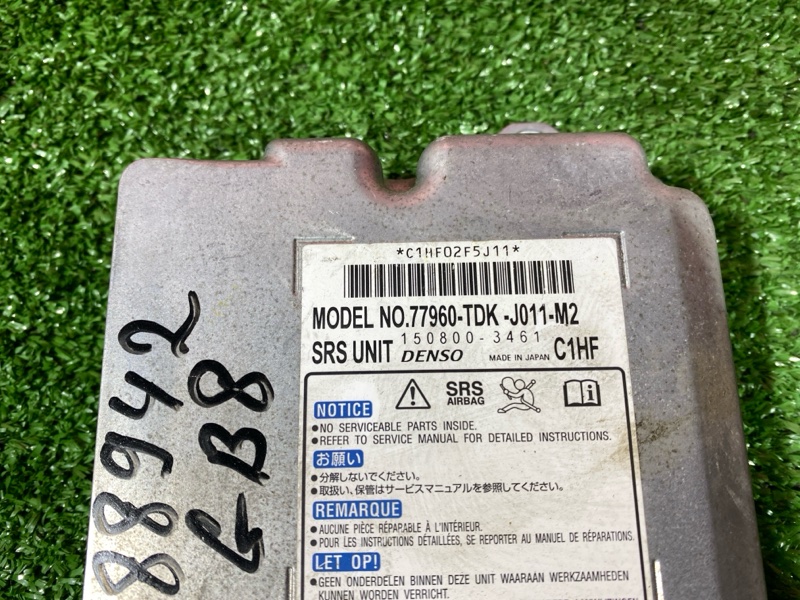 *C1HF02F5J11*
MODEL NO.77960-TDK -J011-M2
150800-3461
SRS UNIT DENSO MADE IN JAPAN C1HF
SRS
AIRBAG
NOTICE
●NO SERVICEABLE PARTS INSIDE.
●REFER TO SERVICE MANUAL FOR DETAILED INSTRUCTIONS.
お願い
●分解しないでください。
●取扱い、保管はサービスマニュアルを参照してください。
REMARQUE
●AUCUNE PIÈCE RÉPARABLE À L'INTÉRIEUR.
●POUR LES INSTRUCTIONS DÉTAILLÉES, SE REPORTER AU MANUEL DE RÉPARATIONS.
LET OP!
●GEEN ONDERDELEN BINNEN DEZE UNIT WAARAAN WERKZAAMHEDEN
KUNNEN WORDEN VERRICHT.
88942
GB8